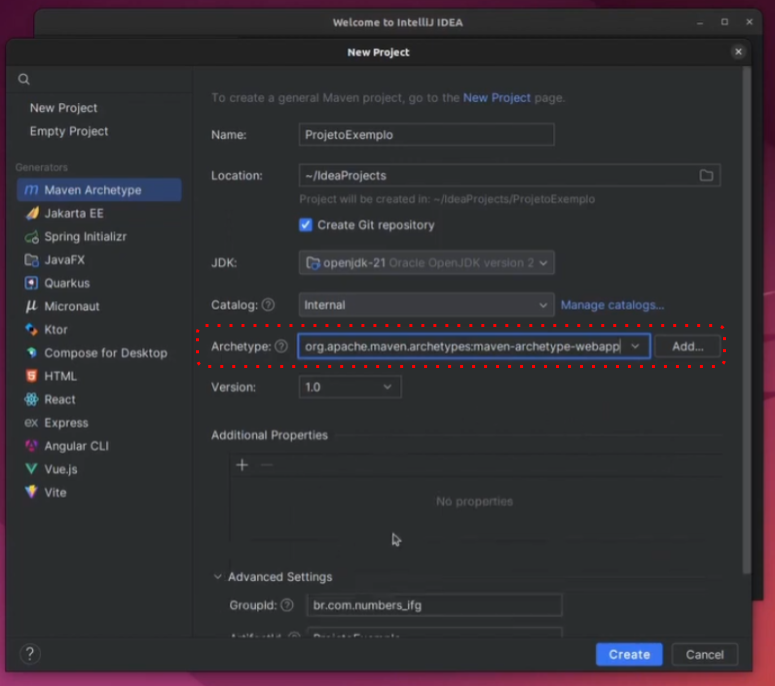 Welcome to IntelliJ IDEA
New Project
New Project
Empty Project
Generators
Maven Archetype
Jakarta EE
Spring Initializr
JavaFX
Quarkus
Micronaut
Ktor
Compose for Desktop
HTML
React
ex Express
Angular CLI
Vue.js
Vite
To create a general Maven project, go to the New Project page.
Name: ProjetoExemplo
Location: ~/IdeaProjects
Project will be created in: ~/IdeaProjects/ProjetoExemplo
Create Git repository
JDK: openjdk-21 Oracle OpenJDK version 2
Catalog: ? Internal Manage catalogs...
Archetype: ? org.apache.maven.archetypes:maven-archetype-webapp Add...
Version: 1.0
Additional Properties
No properties
Advanced Settings
GroupId: ? br.com.numbers_ifg
ArtifactId: ? ProjetoExemplo
? Create Cancel